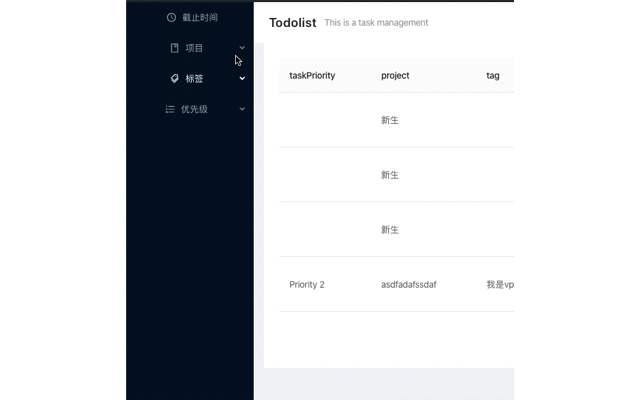 截止时间
项目
标签
优先级
Todolist This is a task management
taskPriority project tag
新生
新生
新生
Priority 2 asdfadafssdaf 我是vp